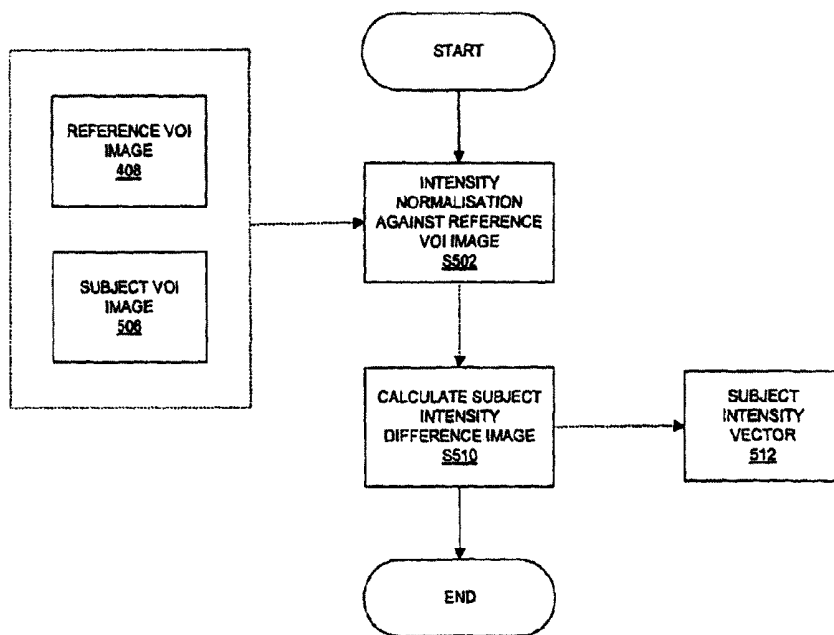 START
REFERENCE VOI
IMAGE
408
SUBJECT VOI
IMAGE
508
INTENSITY
NORMALISATION
AGAINST REFERENCE
VOI IMAGE
S502
CALCULATE SUBJECT
INTENSITY
DIFFERENCE IMAGE
S510
SUBJECT
INTENSITY
VECTOR
512
END